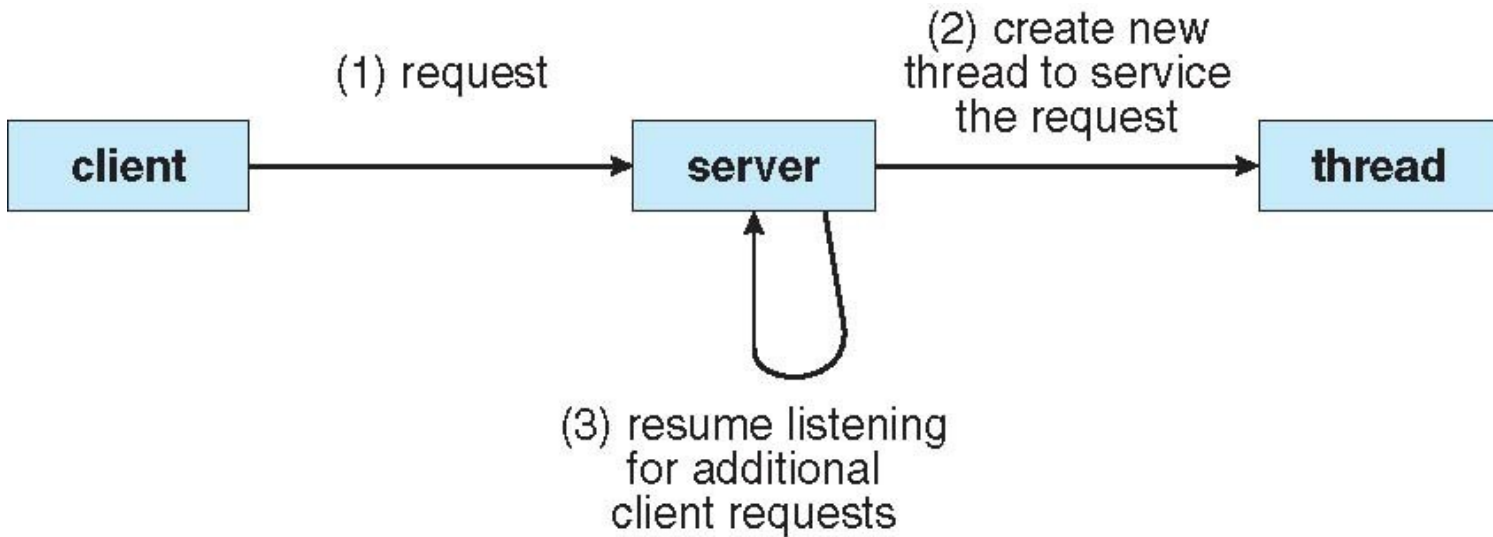 (1) request
(2) create new
thread to service
the request
client
server
thread
(3) resume listening
for additional
client requests